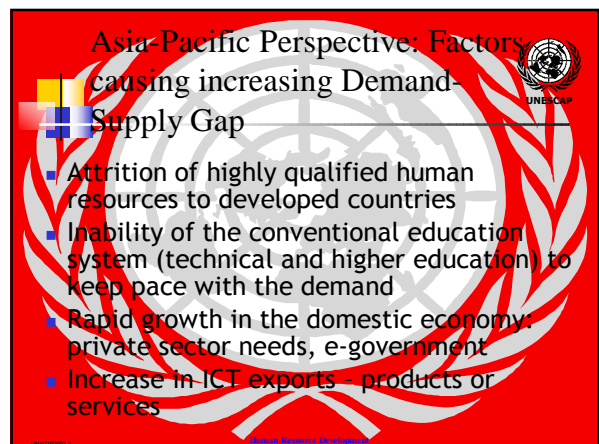 Asia-Pacific Perspective: Factors
causing increasing Demand-
Supply Gap
UNESCAP
Attrition of highly qualified human
resources to developed countries
Inability of the conventional education
system (technical and higher education) to
keep pace with the demand
Rapid growth in the domestic economy:
private sector needs, e-government
Increase in ICT exports – products or
services
Human Resource Development